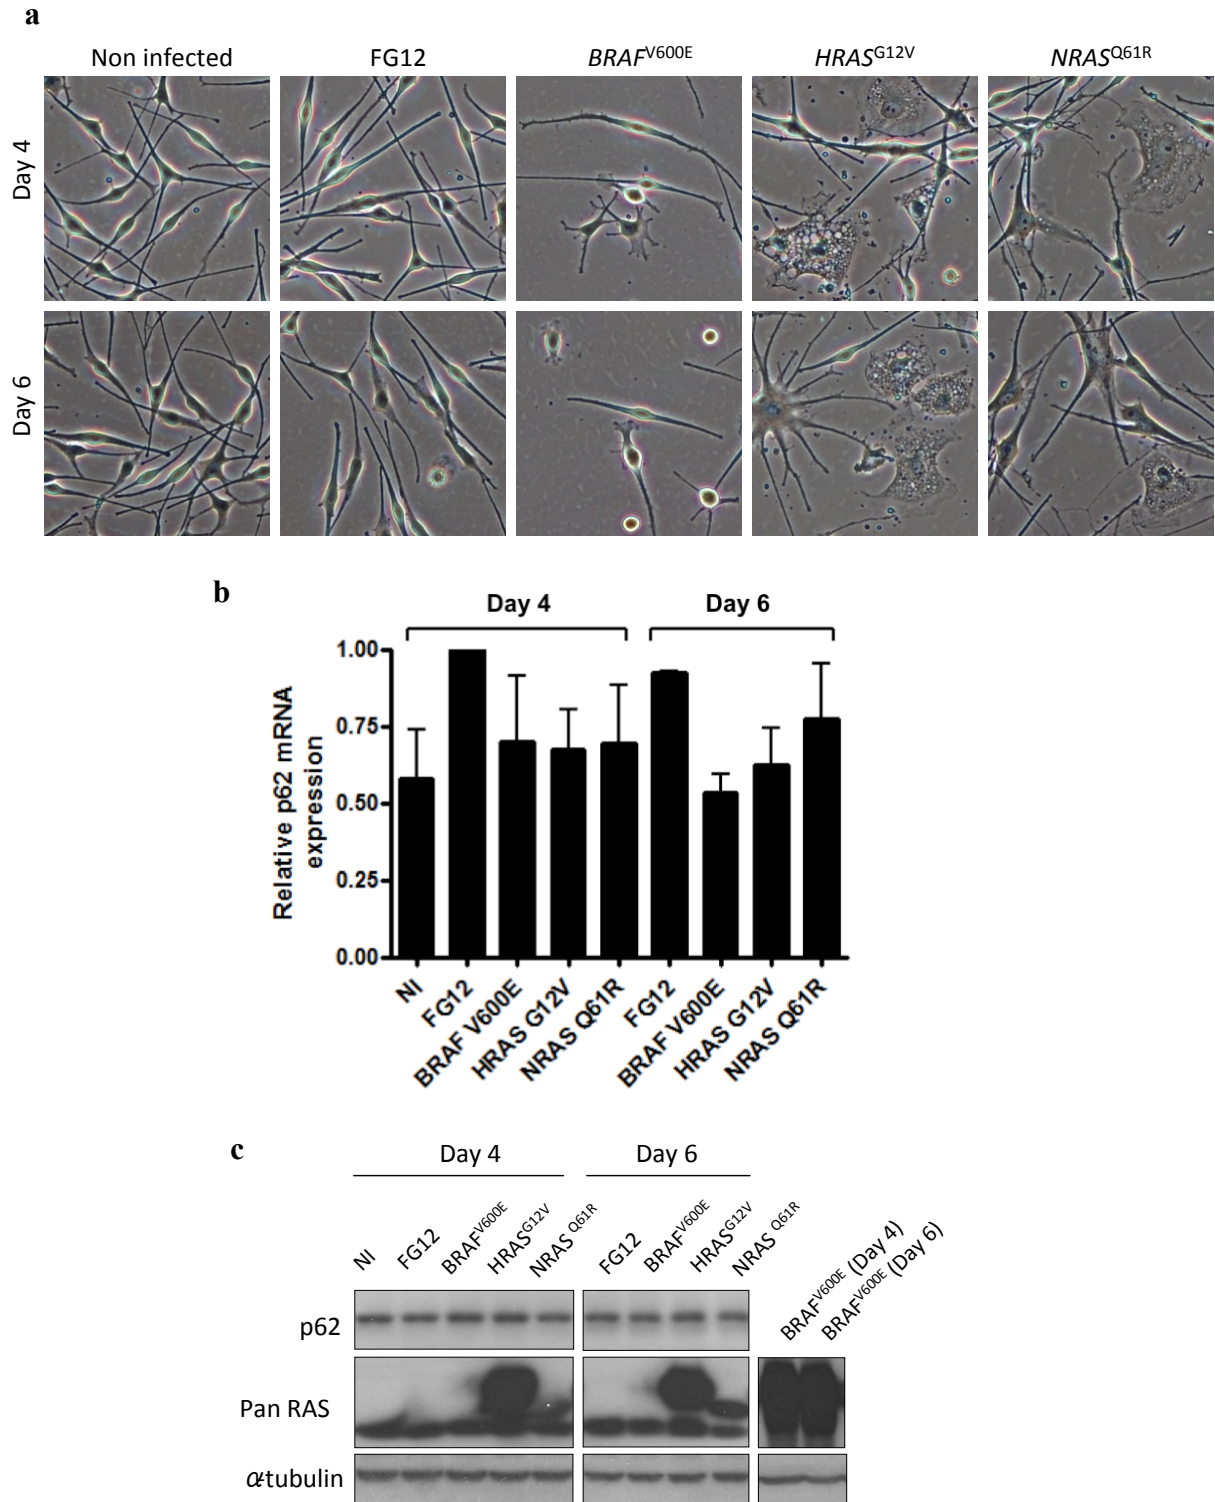 a
Non infected FG12 BRAFV600E HRASG12V NRASQ61R
Day 4
Day 6
b
Day 4 Day 6
Relative p62 mRNA
expression
1.00
0.75
0.50
0.25
0.00
NI FG12 BRAF V600E HRAS G12V NRAS Q61R FG12 BRAF V600E HRAS G12V NRAS Q61R
c
Day 4 Day 6
NI FG12 BRAFV600E HRASG12V NRAS Q61R FG12 BRAFV600E HRASG12V NRAS Q61R BRAFV600E (Day 4) BRAFV600E (Day 6)
p62
Pan RAS
α-tubulin